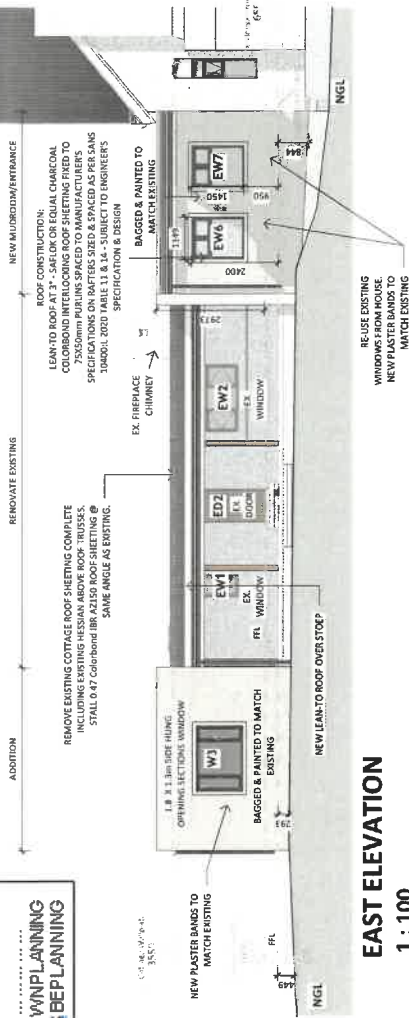 WNPLANNING
BEPLANNING
ADDITION
RENOVATE EXISTING
NEW MUDROOM/ENTRANCE
REMOVE EXISTING COTTAGE ROOF SHEETING COMPLETE
INCLUDING EXISTING HESSIAN ABOVE ROOF TRUSSES.
STALL 0.47 Colorbond IBR AZ150 ROOF SHEETING @
SAME ANGLE AS EXISTING.
ROOF CONSTRUCTION:
LEAN-TO ROOF AT 3° - SAFLOK OR EQUAL CHARCOAL
COLORBOND INTERLOCKING ROOF SHEETING FIXED TO
75X50mm PURLINS SPACED TO MANUFACTURER'S
SPECIFICATIONS ON RAFTERS SIZED & SPACED AS PER SANS
10400:L 2020 TABLE 11 & 14 - SUBJECT TO ENGINEER'S
SPECIFICATION & DESIGN
EX. FIREPLACE
CHIMNEY
BAGGED & PAINTED TO
MATCH EXISTING
1.8 X 1.3m SIDE HUNG
OPENING SECTIONS WINDOW
W3
BAGGED & PAINTED TO MATCH
EXISTING
NEW PLASTER BANDS TO
MATCH EXISTING
FFL
449
NGL
293
FFL
EW1
EX.
WINDOW
ED2
EX.
DOOR
EW2
EX.
WINDOW
2973
1149
EW6
2400
EW7
1450
950
844
NGL
NEW LEAN-TO ROOF OVER STOEP
RE-USE EXISTING
WINDOWS FROM HOUSE.
NEW PLASTER BANDS TO
MATCH EXISTING
EAST ELEVATION
1 : 100